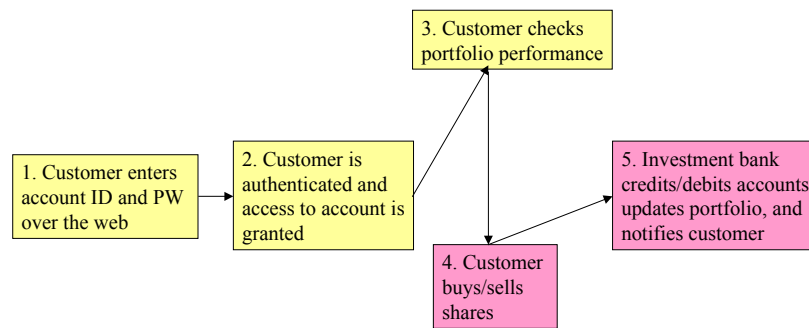 3. Customer checks
portfolio performance
1. Customer enters
account ID and PW
over the web
2. Customer is
authenticated and
access to account is
granted
5. Investment bank
credits/debits accounts
updates portfolio, and
notifies customer
4. Customer
buys/sells
shares